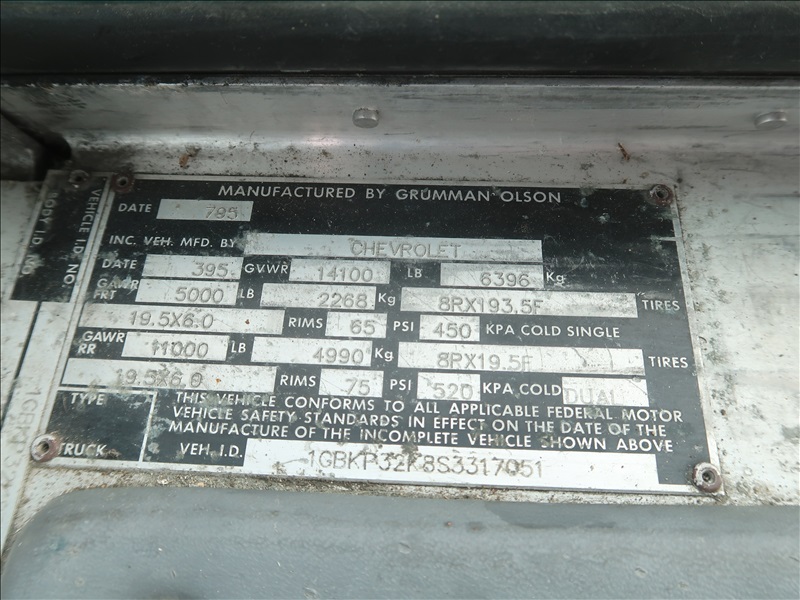 MANUFACTURED BY GRUMMAN OLSON
DATE 795
INC. VEH. MFD. BY CHEVROLET
DATE 395 GVWR 14100 LB 6396 Kg
GAWR FRT 5000 LB 2268 Kg 8RX193.5F TIRES
19.5X6.0 RIMS 65 PSI 450 KPA COLD SINGLE
GAWR RR 11000 LB 4990 Kg 8RX19.5F TIRES
19.5X6.0 RIMS 75 PSI 520 KPA COLD DUAL
TYPE
TRUCK
THIS VEHICLE CONFORMS TO ALL APPLICABLE FEDERAL MOTOR
VEHICLE SAFETY STANDARDS IN EFFECT ON THE DATE OF THE
MANUFACTURE OF THE INCOMPLETE VEHICLE SHOWN ABOVE
VEH. I.D. 1GBKP32K8S3317051
VEHICLE I.D. NO.
BODY I.D. NO.